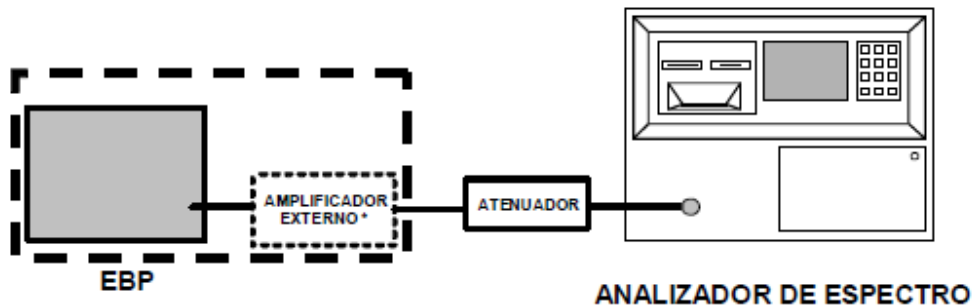 AMPLIFICADOR
EXTERNO *
ATENUADOR
EBP
ANALIZADOR DE ESPECTRO